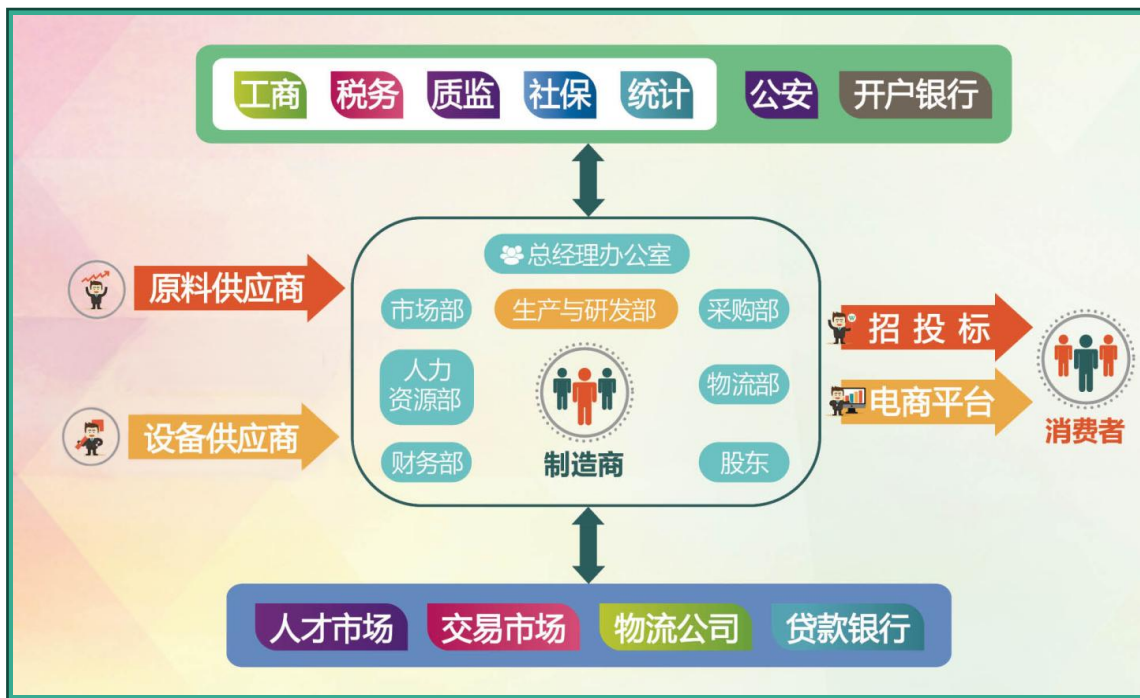 工商 税务 质监 社保 统计 公安 开户银行
总经理办公室
原料供应商
市场部 生产与研发部 采购部
招投标
人力
资源部
物流部
电商平台
设备供应商
财务部 制造商 股东
消费者
人才市场 交易市场 物流公司 贷款银行